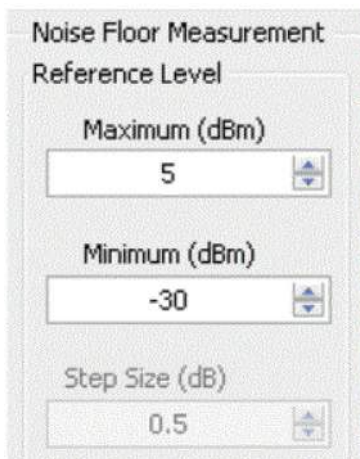 Noise Floor Measurement
Reference Level
Maximum (dBm)
5
Minimum (dBm)
-30
Step Size (dB)
0.5